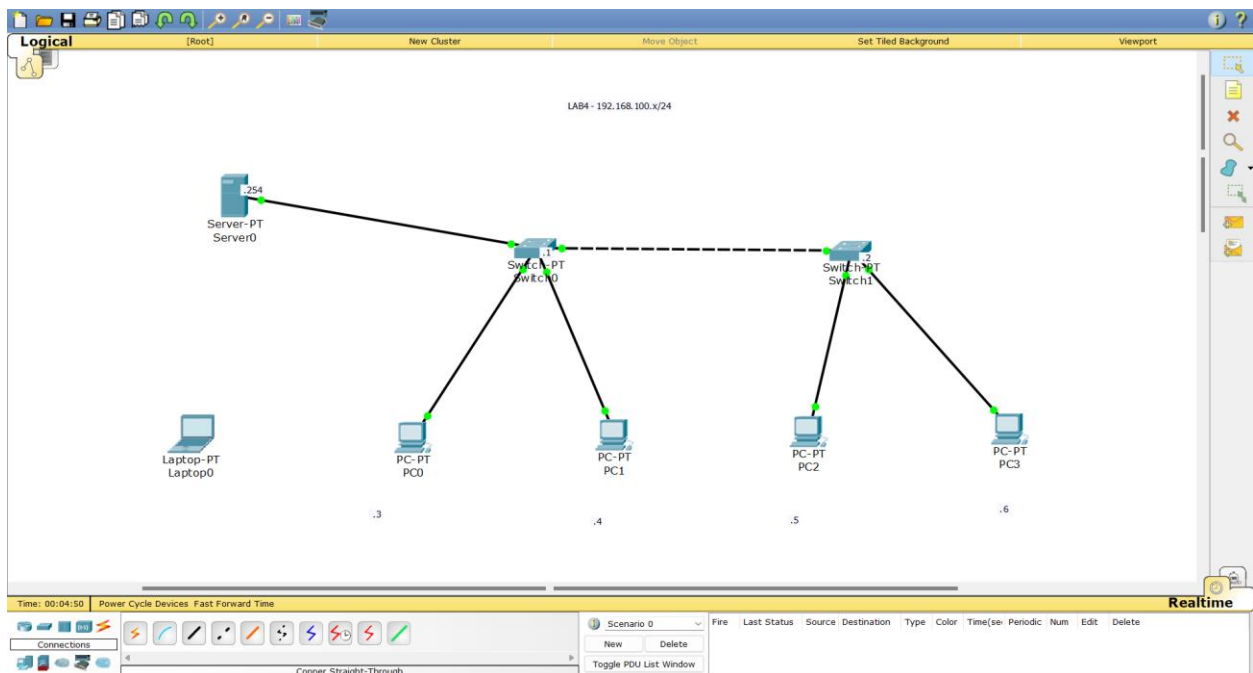 Logical
[Root]
New Cluster
Move Object
Set Tiled Background
Viewport
LAB4 - 192.168.100.x/24
.254
Server-PT
Server0
.1
Switch-PT
Switch0
.2
Switch-PT
Switch1
Laptop-PT
Laptop0
PC-PT
PC0
PC-PT
PC1
PC-PT
PC2
PC-PT
PC3
.3
.4
.5
.6
Time: 00:04:50
Power Cycle Devices Fast Forward Time
Realtime
Connections
Copper Straight-Through
Scenario 0
New
Delete
Toggle PDU List Window
Fire Last Status Source Destination Type Color Time(sec Periodic Num Edit Delete